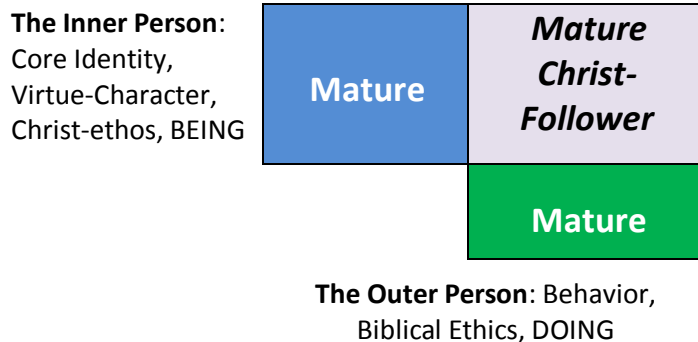 The Inner Person:
Core Identity,
Virtue-Character,
Christ-ethos, BEING
Mature
Mature
Christ-
Follower
Mature
The Outer Person: Behavior,
Biblical Ethics, DOING